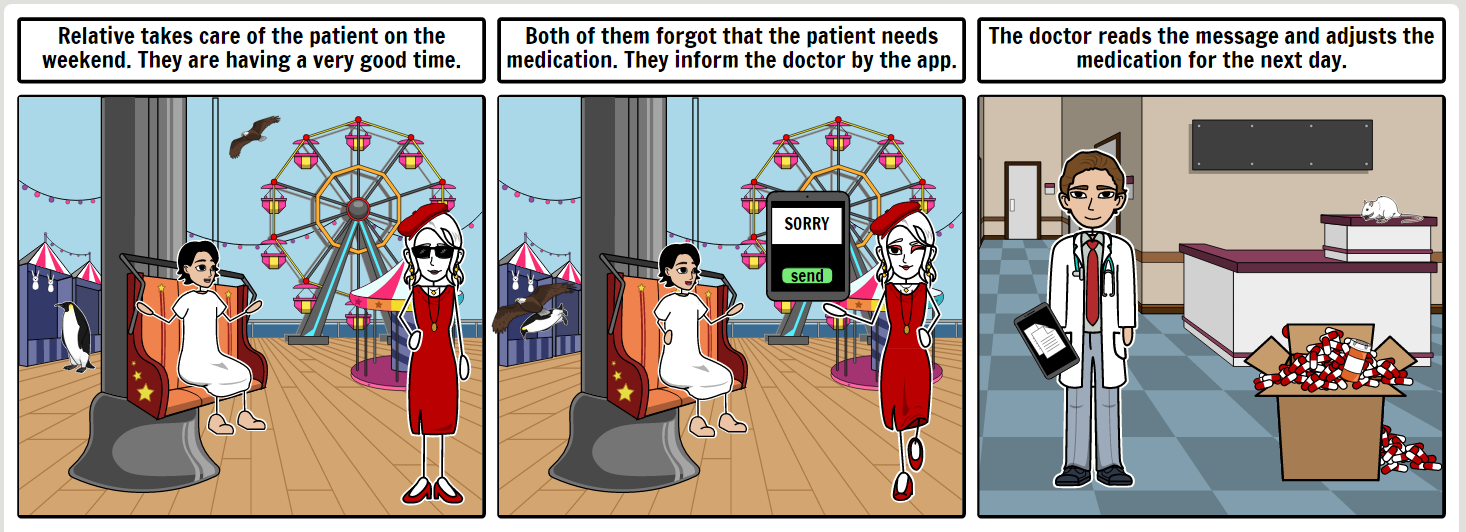 Relative takes care of the patient on the
weekend. They are having a very good time.
Both of them forgot that the patient needs
medication. They inform the doctor by the app.
The doctor reads the message and adjusts the
medication for the next day.
SORRY
send